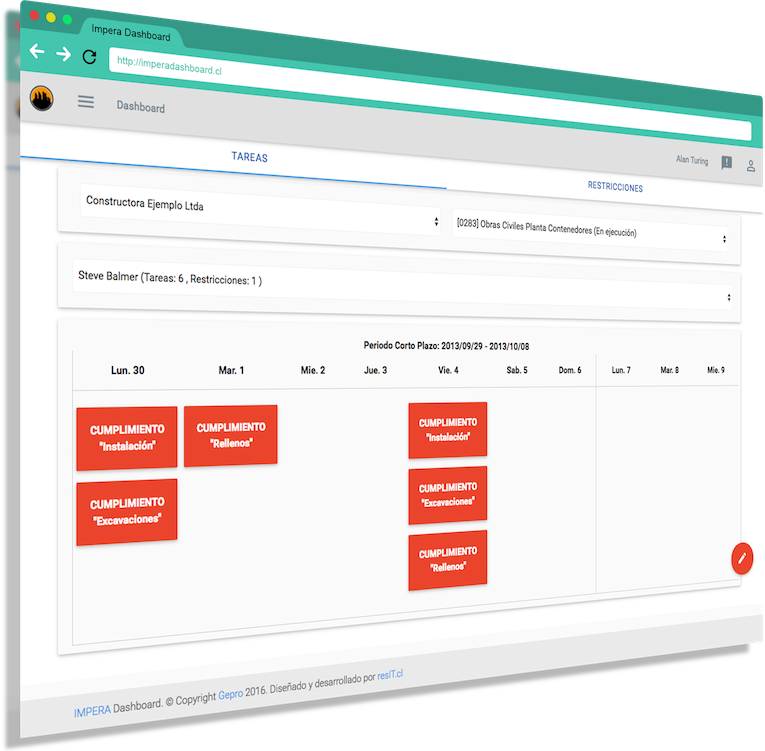 Impera Dashboard
http://imperadashboard.cl
Dashboard
Alan Turing
TAREAS
RESTRICCIONES
Constructora Ejemplo Ltda
[0283] Obras Civiles Planta Contenedores (En ejecución)
Steve Balmer (Tareas: 6 , Restricciones: 1 )
Periodo Corto Plazo: 2013/09/29 - 2013/10/08
Lun. 30 Mar. 1 Mie. 2 Jue. 3 Vie. 4 Sab. 5 Dom. 6 Lun. 7 Mar. 8 Mie. 9
CUMPLIMIENTO
"Instalación"
CUMPLIMIENTO
"Rellenos"
CUMPLIMIENTO
"Instalación"
CUMPLIMIENTO
"Excavaciones"
CUMPLIMIENTO
"Excavaciones"
CUMPLIMIENTO
"Rellenos"
IMPERA Dashboard. © Copyright Gepro 2016. Diseñado y desarrollado por resIT.cl